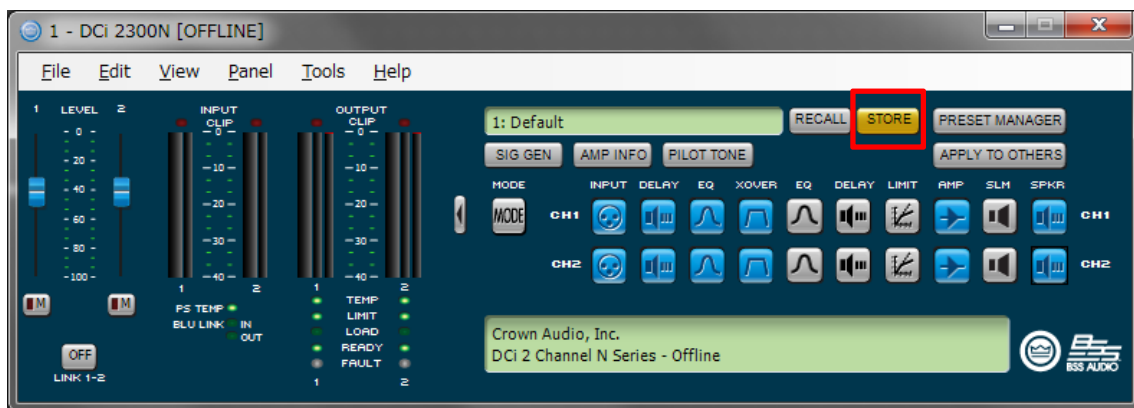 1 - DCi 2300N [OFFLINE]
File Edit View Panel Tools Help
1 LEVEL 2
- 0 -
- 20 -
- 40 -
- 60 -
- 80 -
- 100 -
M M
OFF
LINK 1-2
INPUT
CLIP
- 0 -
- 10 -
- 20 -
- 30 -
- 40 -
1 2
PS TEMP
BLU LINK IN
OUT
OUTPUT
CLIP
- 0 -
- 10 -
- 20 -
- 30 -
- 40 -
1 2
TEMP
LIMIT
LOAD
READY
FAULT
1 2
1: Default RECALL STORE PRESET MANAGER
SIG GEN AMP INFO PILOT TONE APPLY TO OTHERS
MODE INPUT DELAY EQ XOVER EQ DELAY LIMIT AMP SLM SPKR
MODE CH1 CH1
CH2 CH2
Crown Audio, Inc.
DCi 2 Channel N Series - Offline
BSS
BSS AUDIO